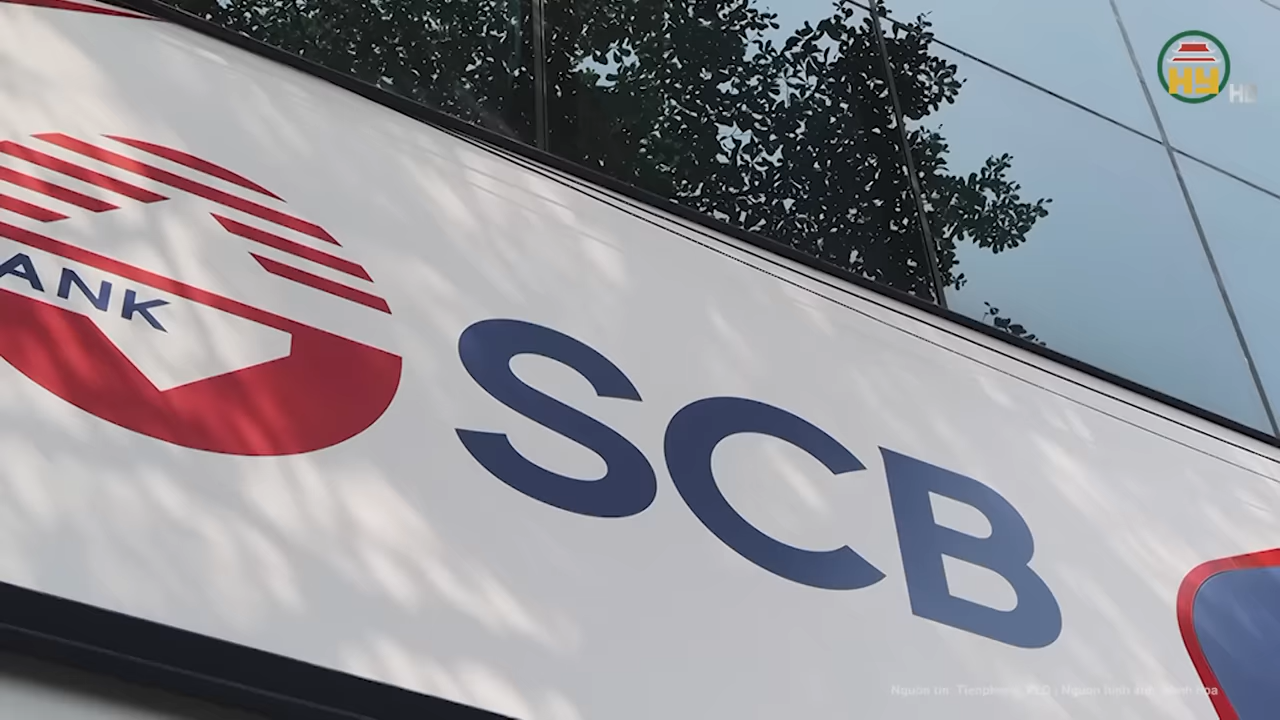 HY
HD
ANK
SCB
Nguồn tin: Tienphong, PLO | Nguồn hình ảnh: Minh họa